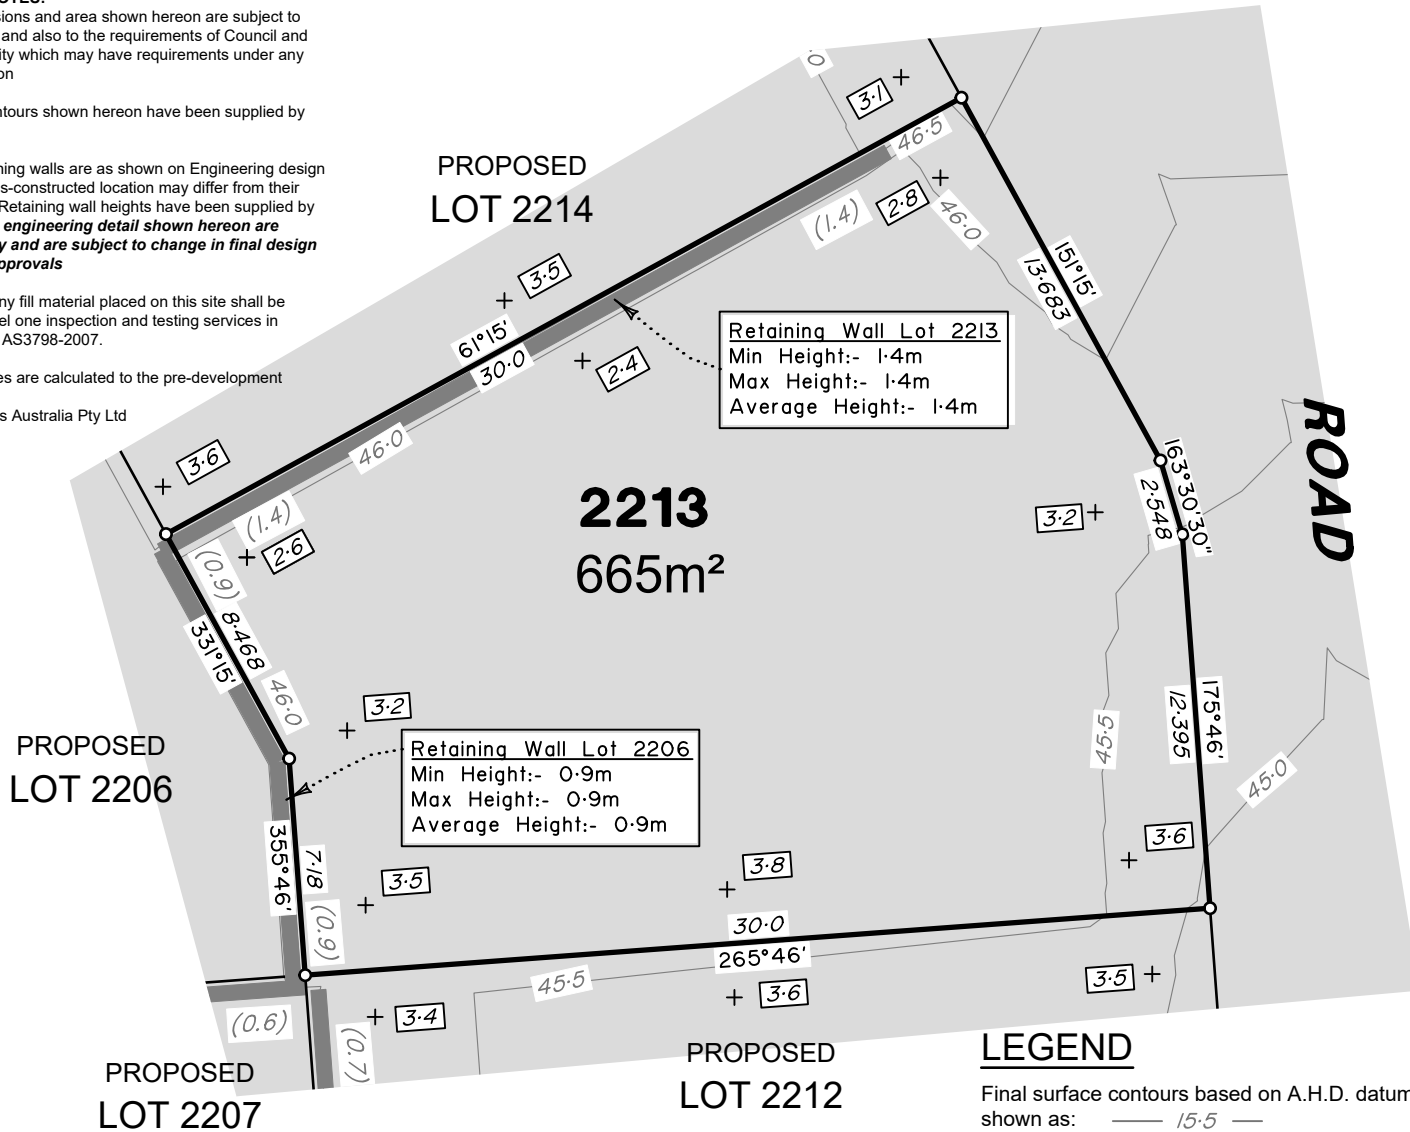 NOTES:
sions and area shown hereon are subject to
and also to the requirements of Council and
ity which may have requirements under any
on
ntours shown hereon have been supplied by
ning walls are as shown on Engineering design
s-constructed location may differ from their
Retaining wall heights have been supplied by
engineering detail shown hereon are
y and are subject to change in final design
pprovals
ny fill material placed on this site shall be
el one inspection and testing services in
AS3798-2007.
es are calculated to the pre-development
s Australia Pty Ltd
PROPOSED
LOT 2214
3·1
46·5
2·8
(1.4)
46·0
151°15'
13·683
3·5
61°15'
30·0
2·4
46·0
Retaining Wall Lot 2213
Min Height:- 1·4m
Max Height:- 1·4m
Average Height:- 1·4m
ROAD
3·6
(1.4)
2·6
2213
665m²
3·2
163°30'30"
2·548
(0.9)
8·468
331°15'
46·0
3·2
PROPOSED
LOT 2206
Retaining Wall Lot 2206
Min Height:- 0·9m
Max Height:- 0·9m
Average Height:- 0·9m
175°46'
12·395
45·5
45·0
3·6
355°46'
7·18
(0.9)
3·5
3·8
30·0
265°46'
45·5
3·6
3·5
(0.6)
(0.7)
3·4
PROPOSED
LOT 2207
PROPOSED
LOT 2212
LEGEND
Final surface contours based on A.H.D. datum
shown as: 15·5